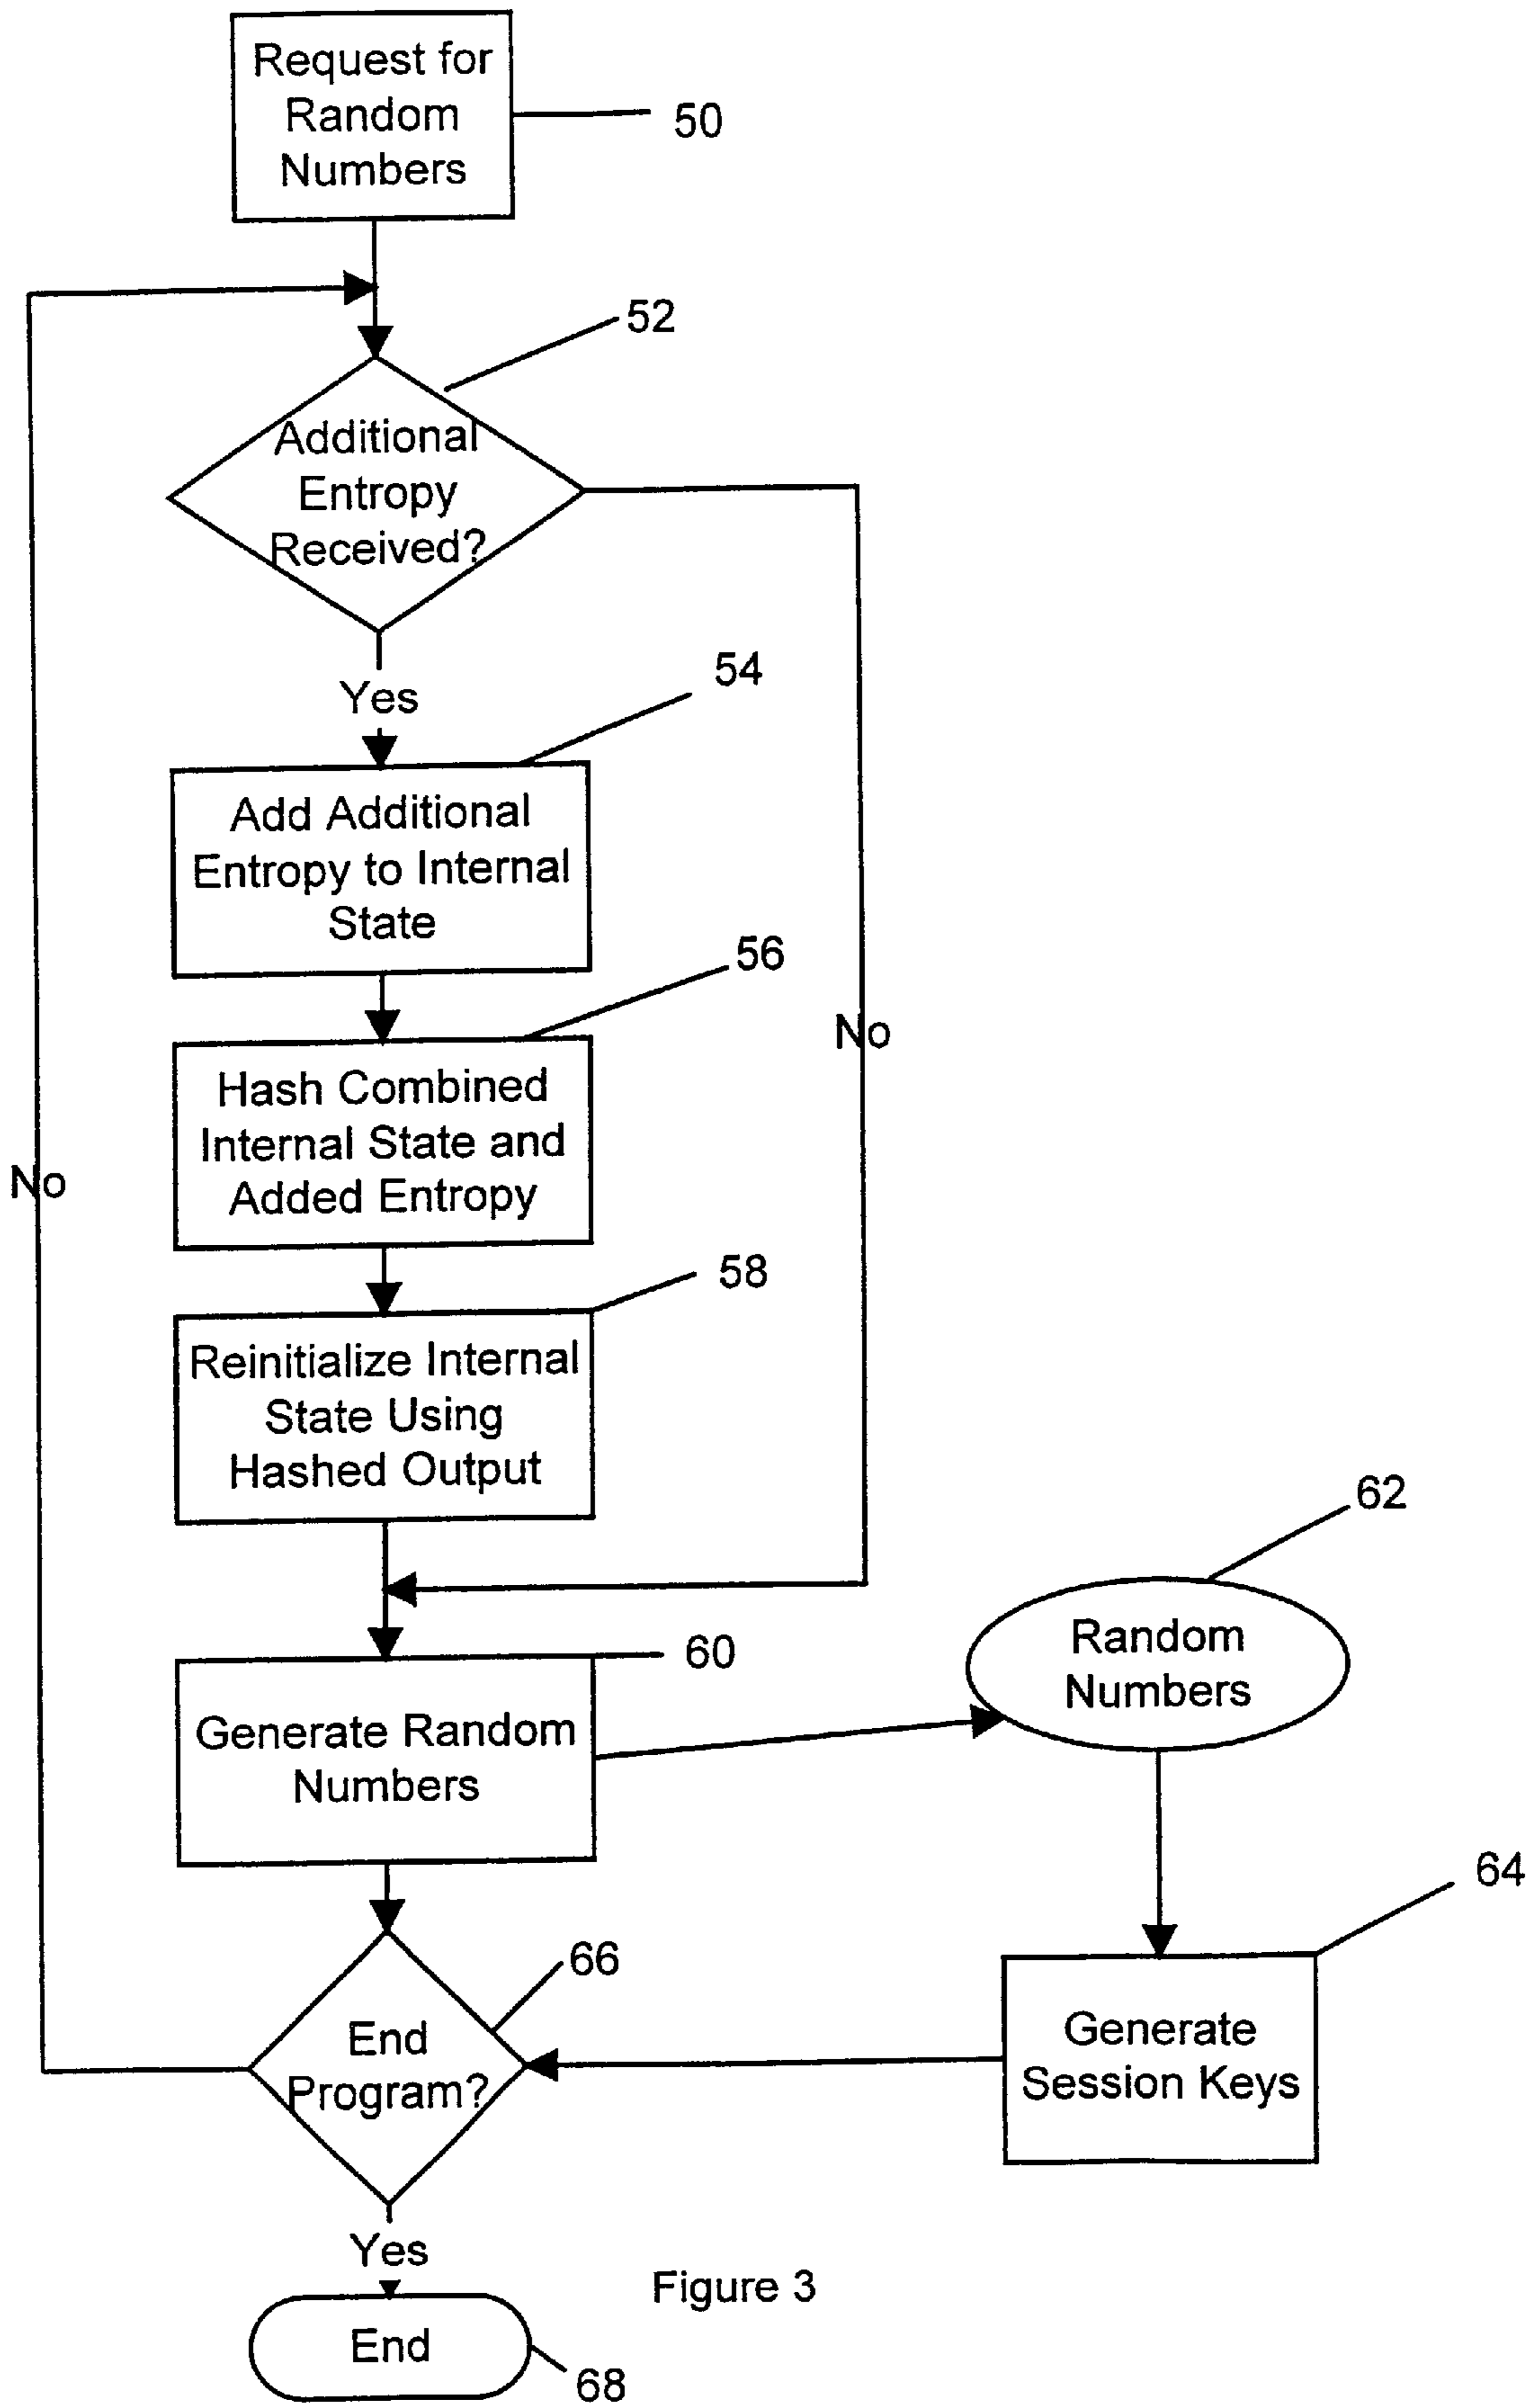 Request for
Random
Numbers
50
52
Additional
Entropy
Received?
Yes
54
Add Additional
Entropy to Internal
State
56
No
Hash Combined
Internal State and
Added Entropy
No
58
Reinitialize Internal
State Using
Hashed Output
62
Random
Numbers
60
Generate Random
Numbers
64
66
End
Program?
Generate
Session Keys
Yes
Figure 3
End
68